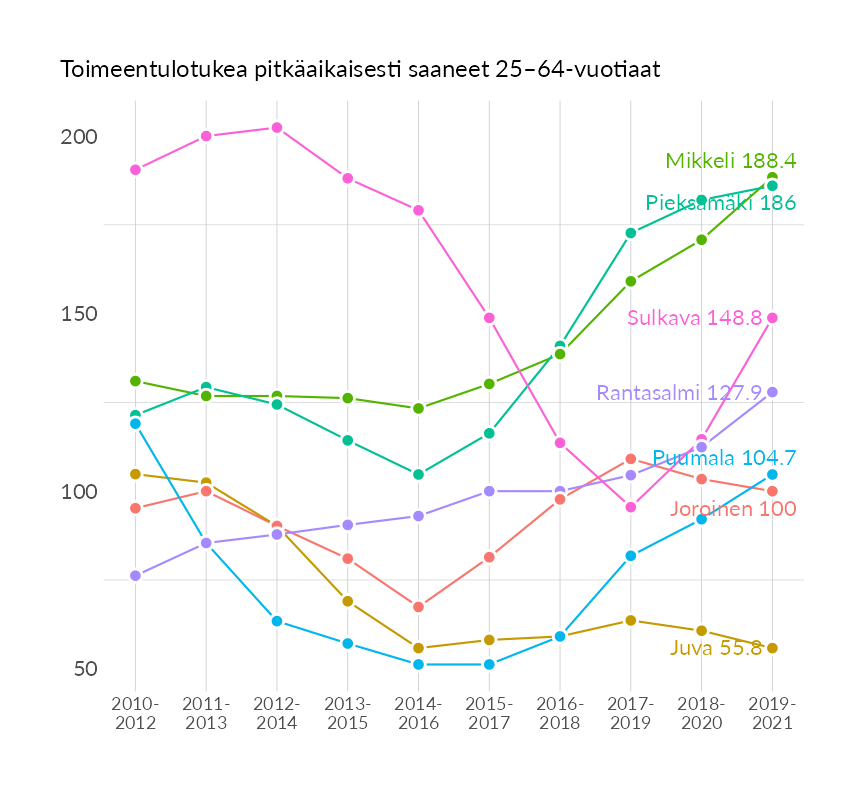 Toimeentulotukea pitkäaikaisesti saaneet 25–64-vuotiaat
200
150
100
50
Mikkeli 188.4
Pieksämäki 186
Sulkava 148.8
Rantasalmi 127.9
Puumala 104.7
Joroinen 100
Juva 55.8
2010- 2011- 2012- 2013- 2014- 2015- 2016- 2017- 2018- 2019-
2012 2013 2014 2015 2016 2017 2018 2019 2020 2021